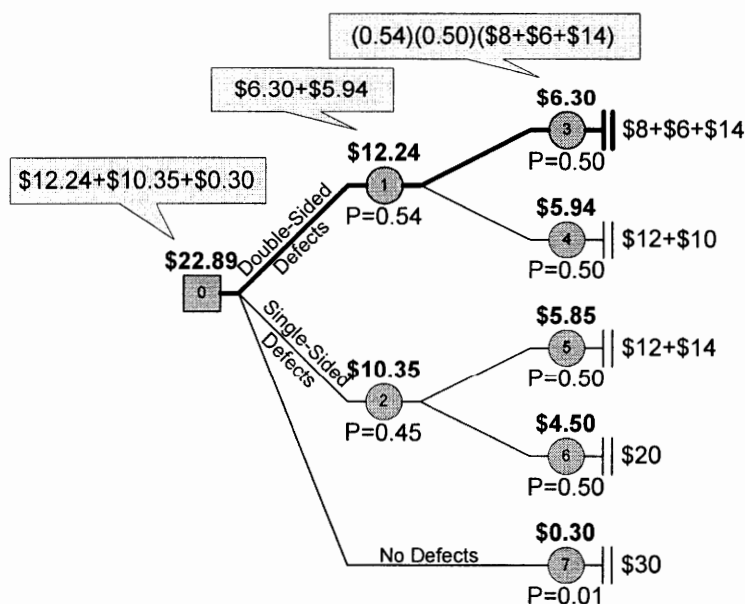 (0.54)(0.50)($8+$6+$14)
$6.30+$5.94
$12.24+$10.35+$0.30
$6.30
3
$8+$6+$14
P=0.50
$12.24
1
P=0.54
$5.94
4
$12+$10
P=0.50
Double-Sided
Defects
$22.89
0
Single-Sided
Defects
$5.85
5
$12+$14
P=0.50
$10.35
2
P=0.45
$4.50
6
$20
P=0.50
No Defects
$0.30
7
$30
P=0.01